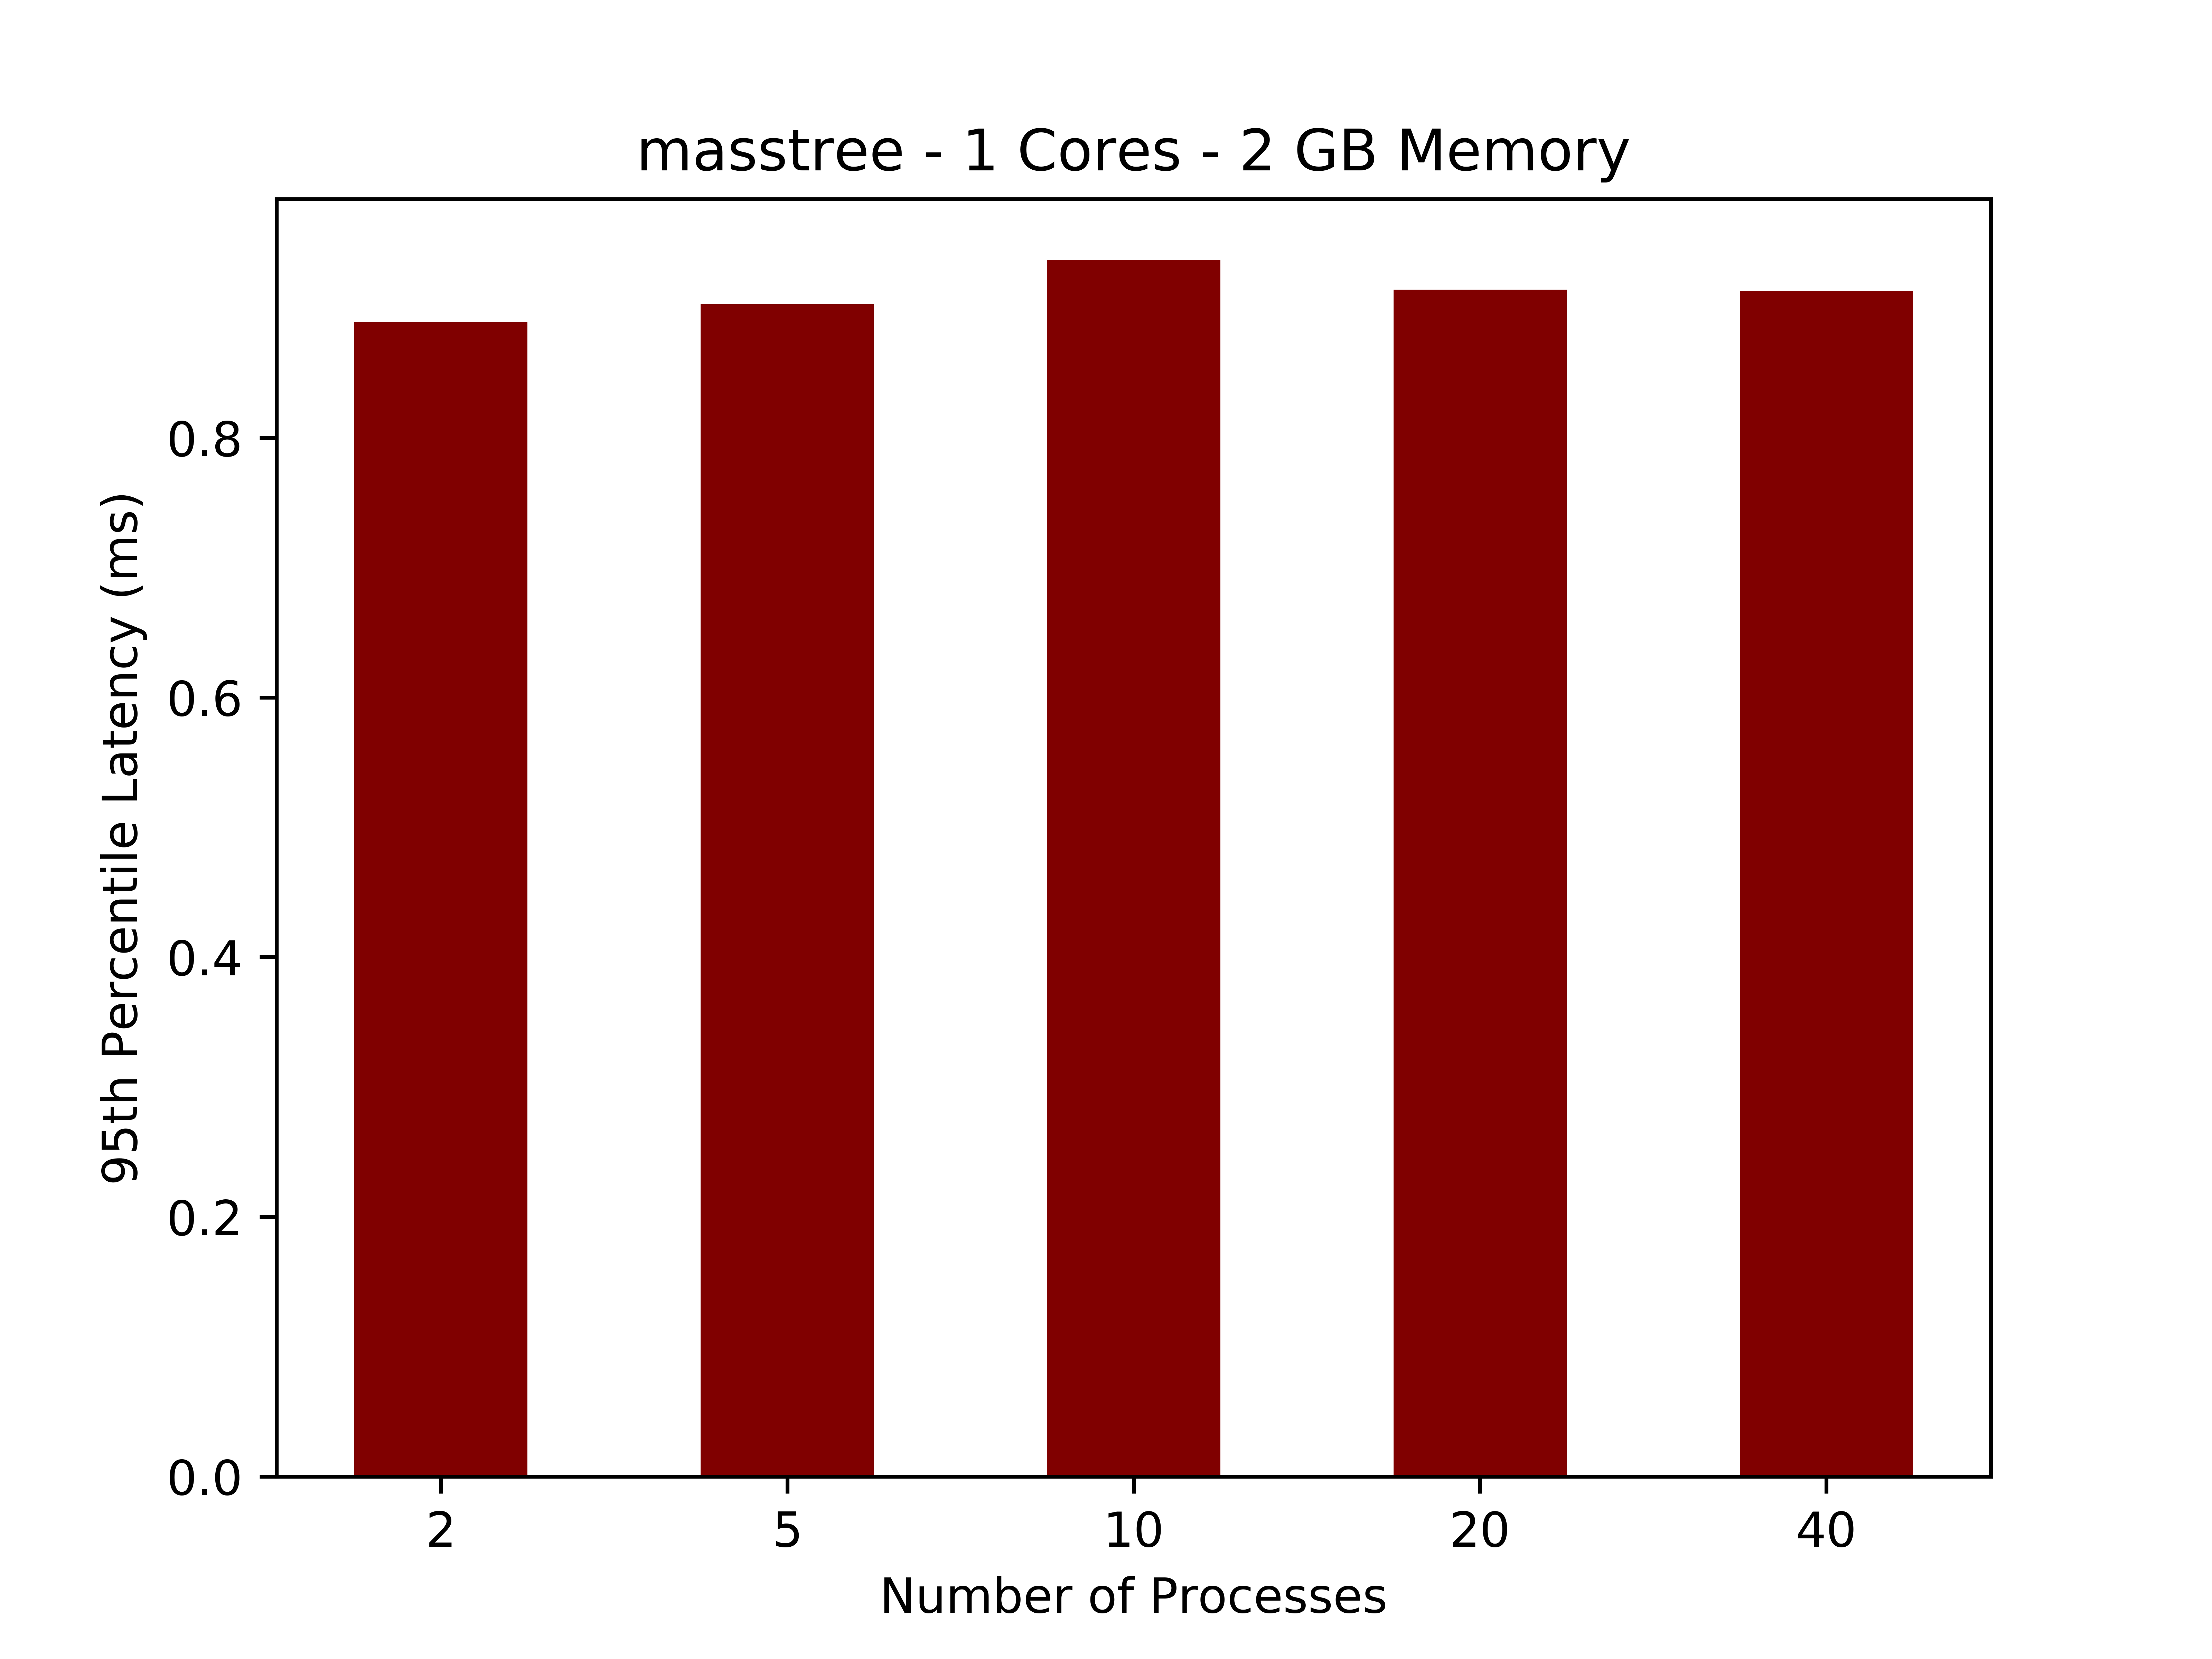 masstree - 1 Cores - 2 GB Memory
95th Percentile Latency (ms)
0.8
0.6
0.4
0.2
0.0
2 5 10 20 40
Number of Processes